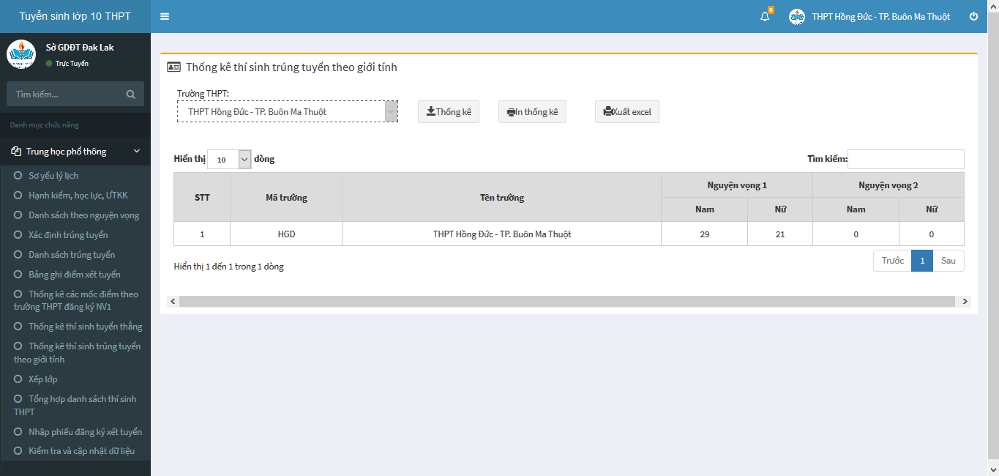 Tuyển sinh lớp 10 THPT
0
THPT Hồng Đức - TP. Buôn Ma Thuột
Sở GDĐT Đak Lak
Trực Tuyến
Tìm kiếm...
Danh mục chức năng
Trung học phổ thông
Sơ yếu lý lịch
Hạnh kiểm, học lực, ƯTKK
Danh sách theo nguyện vọng
Xác định trúng tuyển
Danh sách trúng tuyển
Bảng ghi điểm xét tuyển
Thống kê các mốc điểm theo
trường THPT đăng ký NV1
Thống kê thí sinh tuyển thẳng
Thống kê thí sinh trúng tuyển
theo giới tính
Xếp lớp
Tổng hợp danh sách thí sinh
THPT
Nhập phiếu đăng ký xét tuyển
Kiểm tra và cập nhật dữ liệu
Thống kê thí sinh trúng tuyển theo giới tính
Trường THPT:
THPT Hồng Đức - TP. Buôn Ma Thuột
Thống kê
In thống kê
Xuất excel
Hiển thị 10 dòng
Tìm kiếm:
STT Mã trường Tên trường Nguyện vọng 1 Nguyện vọng 2
Nam Nữ Nam Nữ
1 HGD THPT Hồng Đức - TP. Buôn Ma Thuột 29 21 0 0
Hiển thị 1 đến 1 trong 1 dòng
Trước 1 Sau